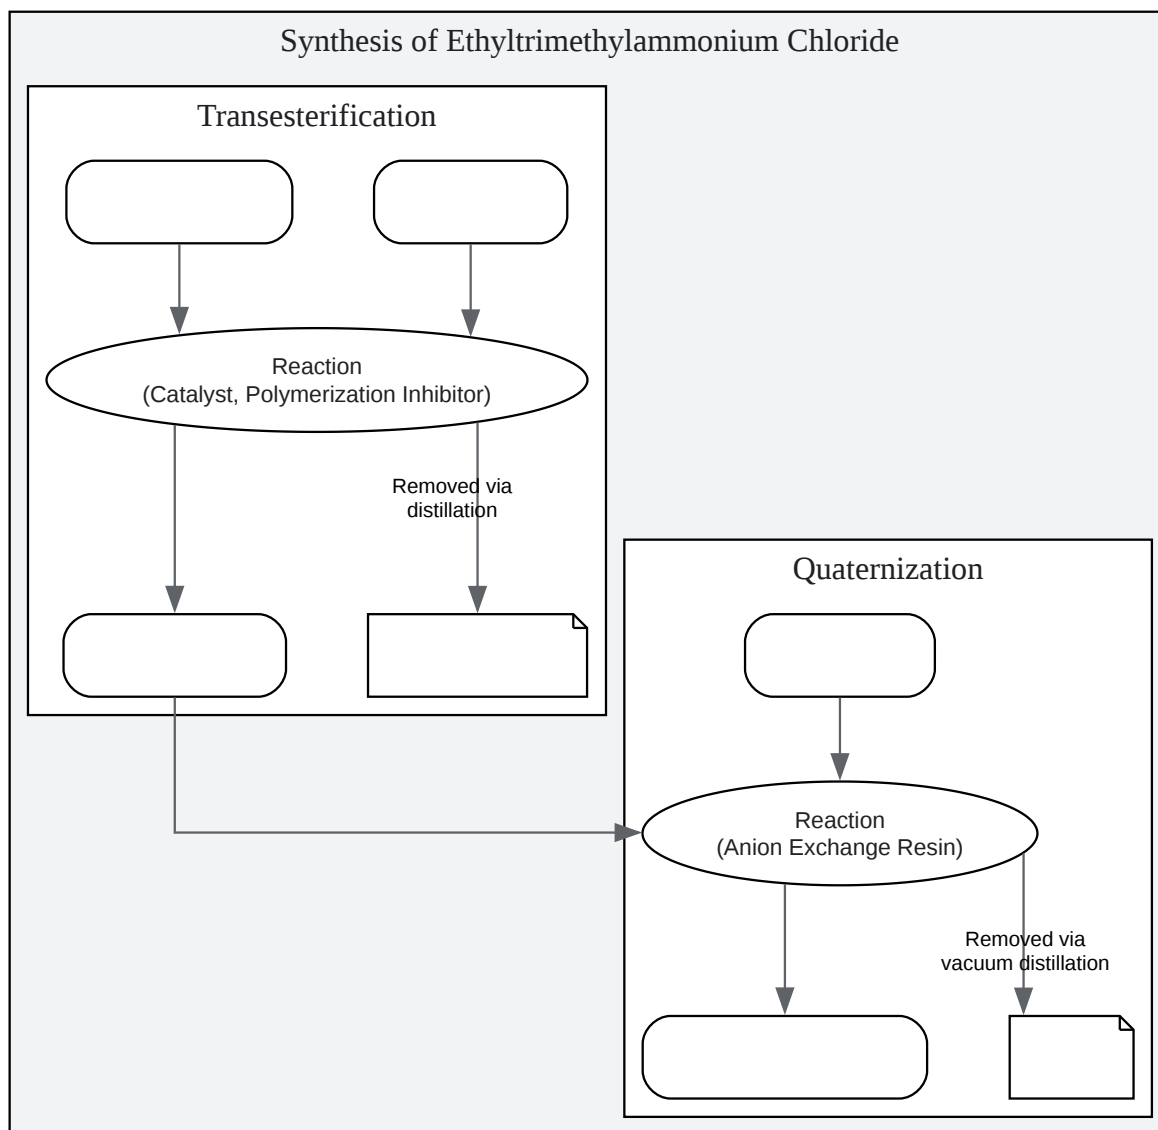 Synthesis of Ethyltrimethylammonium Chloride
Transesterification
Reaction
(Catalyst, Polymerization Inhibitor)
Removed via
distillation
Quaternization
Reaction
(Anion Exchange Resin)
Removed via
vacuum distillation